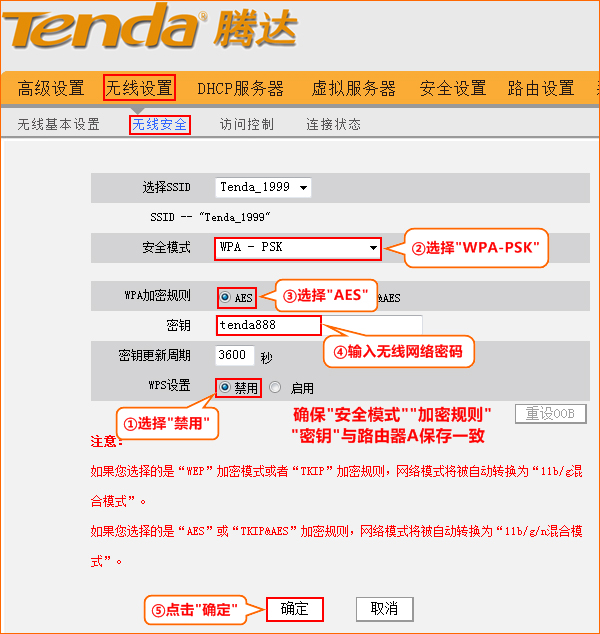 Tenda® 腾达
高级设置 无线设置 DHCP服务器 虚拟服务器 安全设置 路由设置
无线基本设置 无线安全 访问控制 连接状态
选择SSID Tenda_1999
SSID -- "Tenda_1999"
安全模式 WPA - PSK ②选择"WPA-PSK"
WPA加密规则 AES ③选择"AES" &AES
密钥 tenda888
④输入无线网络密码
密钥更新周期 3600 秒
WPS设置 禁用 启用
①选择"禁用"
确保"安全模式""加密规则"
"密钥"与路由器A保存一致
重设OOB
注意：
如果您选择的是“WEP”加密模式或者“TKIP”加密规则，网络模式将被自动转换为“11b/g混
合模式”。
如果您选择的是“AES”或“TKIP&AES”加密规则，网络模式将被自动转换为“11b/g/n混合模
式”。
⑤点击"确定" 确定 取消